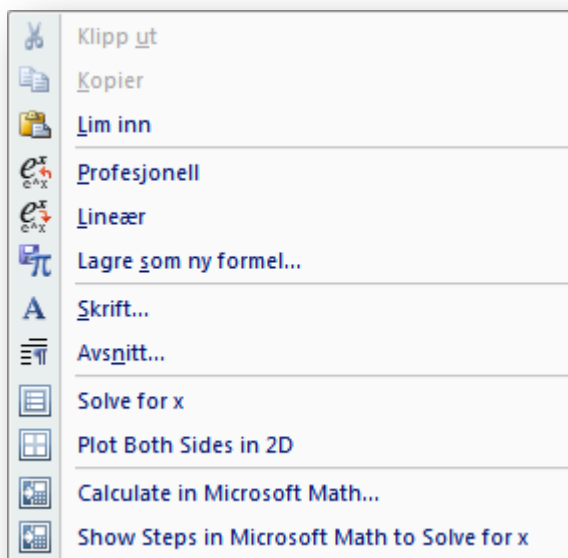 Klipp ut
Kopier
Lim inn
Profesjonell
Lineær
Lagre som ny formel...
Skrift...
Avsnitt...
Solve for x
Plot Both Sides in 2D
Calculate in Microsoft Math...
Show Steps in Microsoft Math to Solve for x